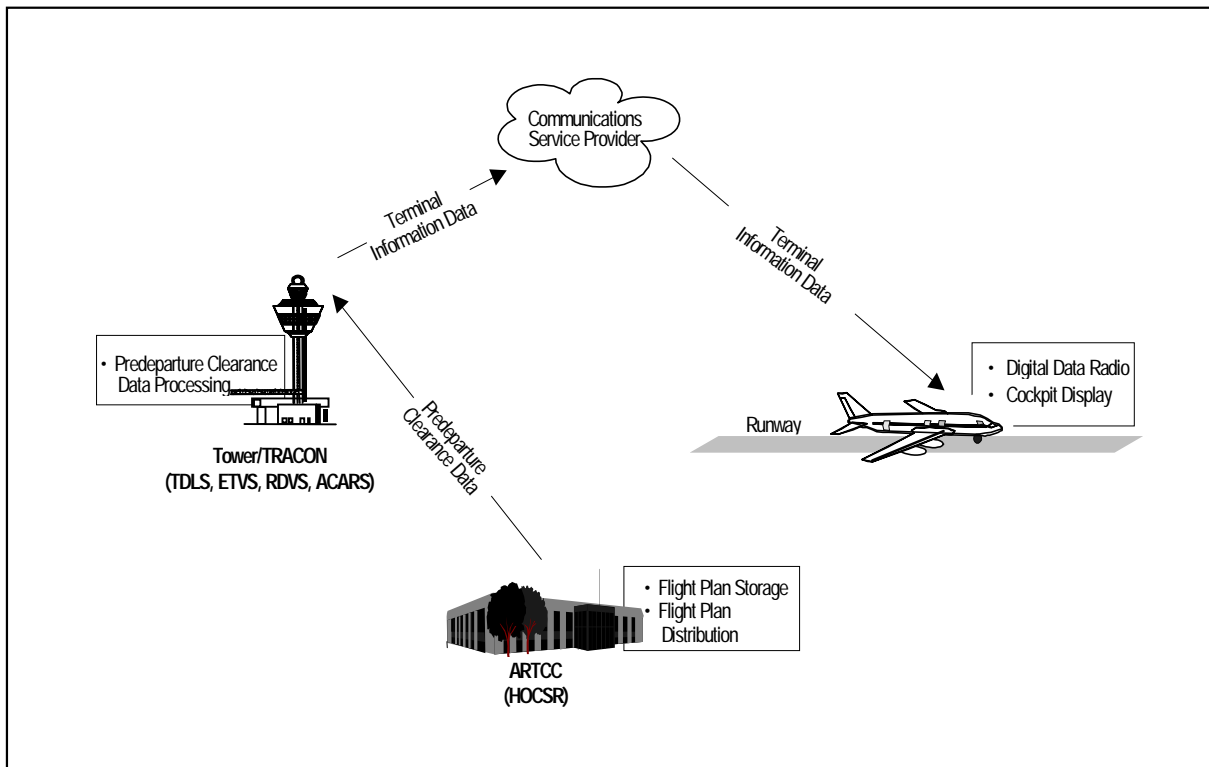 Communications
Service Provider
Terminal
Information Data
Terminal
Information Data
• Predeparture Clearance
Data Processing
• Digital Data Radio
• Cockpit Display
Runway
Predeparture
Clearance Data
Tower/TRACON
(TDLS, ETVS, RDVS, ACARS)
• Flight Plan Storage
• Flight Plan
Distribution
ARTCC
(HOCSR)